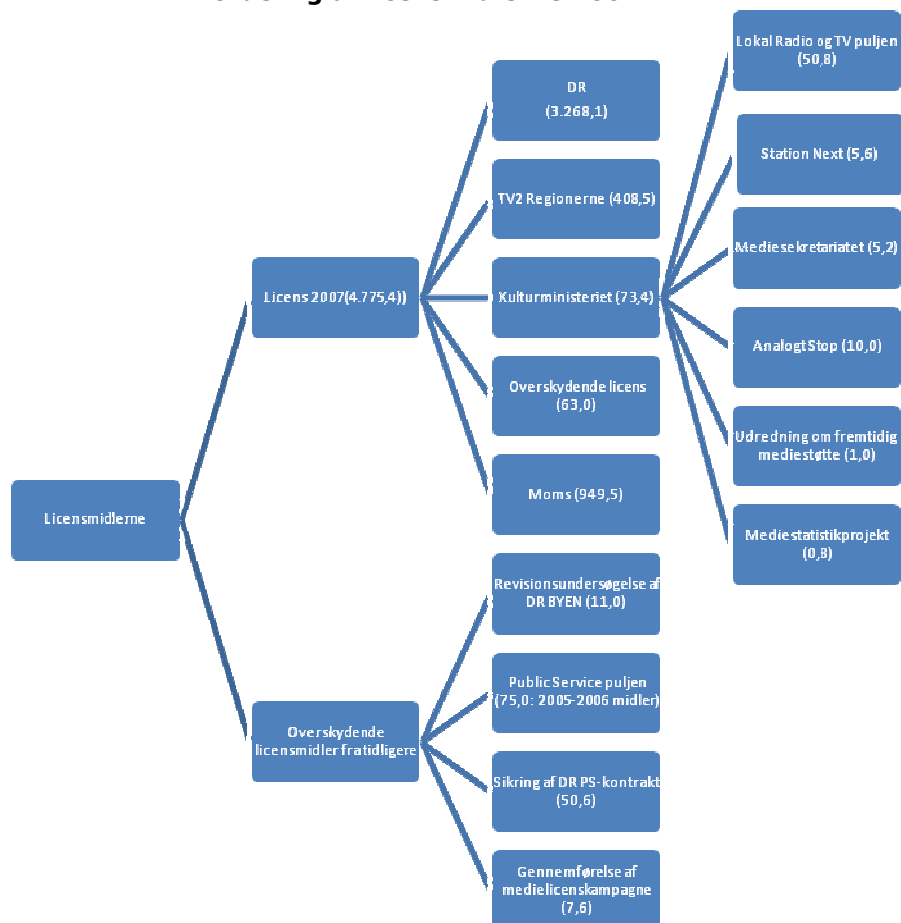 Licensmidlerne
Licens 2007(4.775,4))
Overskydende
licensmidler fra tidligere
DR
(3.268,1)
TV2 Regionerne (408,5)
Kulturministeriet (73,4)
Overskydende licens
(63,0)
Moms (949,5)
Revisionsundersøgelse af
DR BYEN (11,0)
Public Service puljen
(75,0: 2005-2006 midler)
Sikring af DR PS-kontrakt
(50,6)
Gennemførelse af
medielicenskampagne
(7,6)
Lokal Radio og TV puljen
(50,8)
Station Next (5,6)
Mediesekretariatet (5,2)
Analogt Stop (10,0)
Udredning om fremtidig
mediestøtte (1,0)
Mediestatistikprojekt
(0,8)